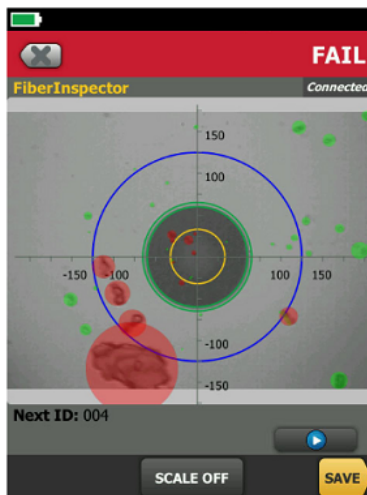 FAIL
FiberInspector
Connected
150
100
-150 -100
100 150
-100
-150
Next ID: 004
SCALE OFF
SAVE